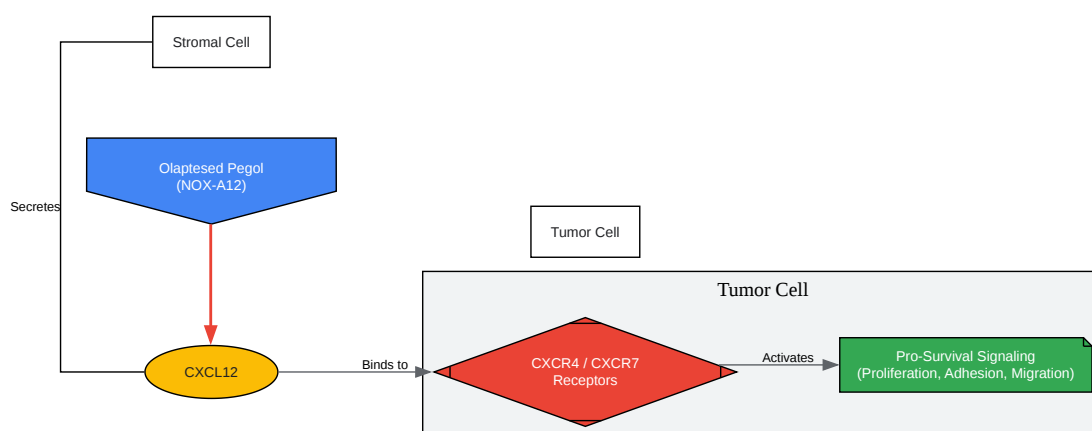 Stromal Cell
Olaptesed Pegol
(NOX-A12)
Secretes
Tumor Cell
Tumor Cell
CXCL12
Binds to
CXCR4 / CXCR7
Receptors
Activates
Pro-Survival Signaling
(Proliferation, Adhesion, Migration)